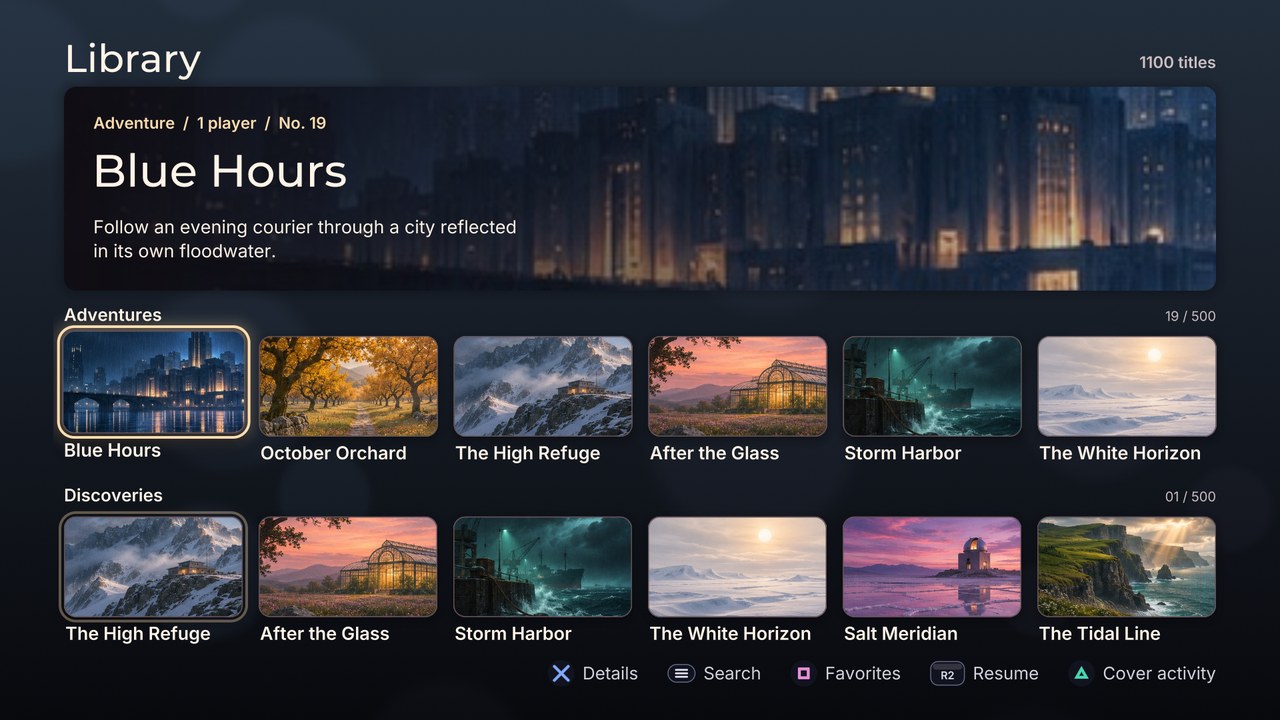 Library
1100 titles
Adventure / 1 player / No. 19
Blue Hours
Follow an evening courier through a city reflected
in its own floodwater.
Adventures
19 / 500
Blue Hours
October Orchard
The High Refuge
After the Glass
Storm Harbor
The White Horizon
Discoveries
01 / 500
The High Refuge
After the Glass
Storm Harbor
The White Horizon
Salt Meridian
The Tidal Line
Details
Search
Favorites
R2 Resume
Cover activity